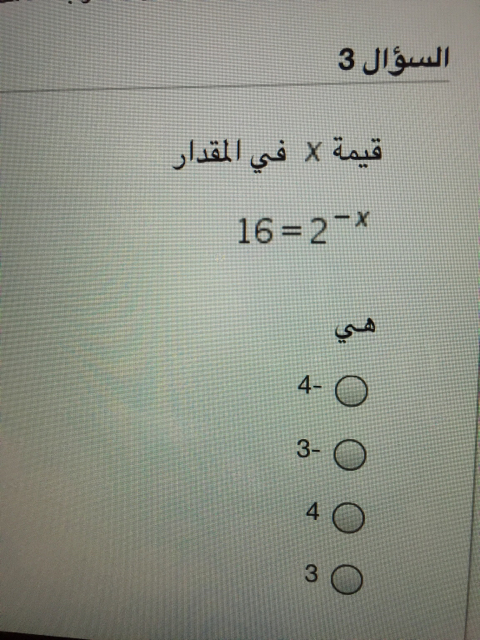 السؤال 3
قيمة x في المقدار
16=2^{-x}
هي
4-
3-
4
3